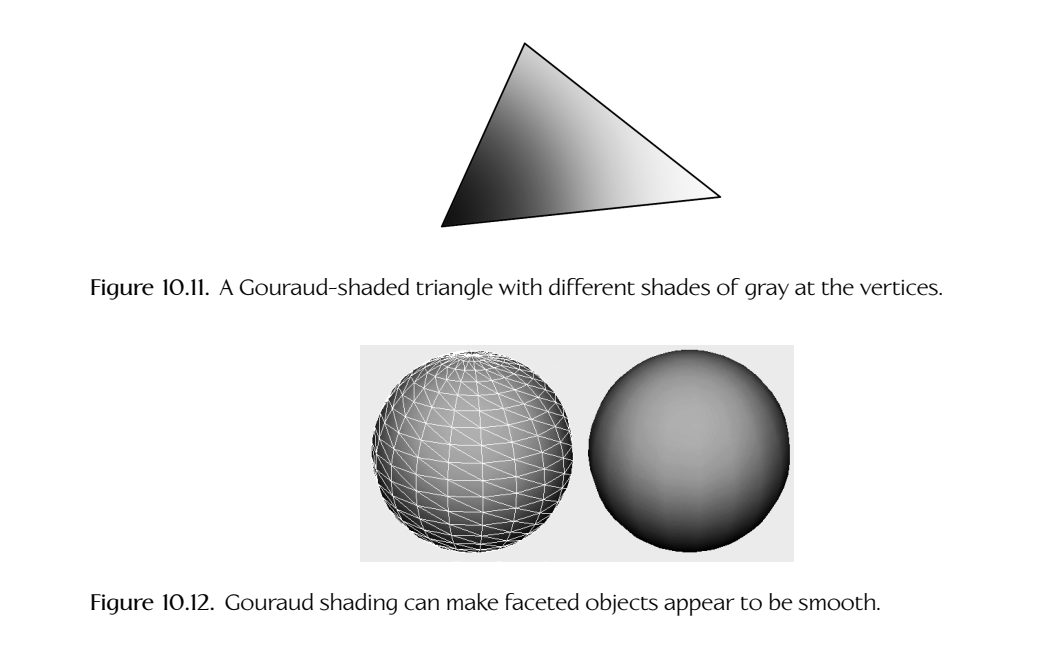 Figure 10.11. A Gouraud-shaded triangle with different shades of gray at the vertices.
Figure 10.12. Gouraud shading can make faceted objects appear to be smooth.